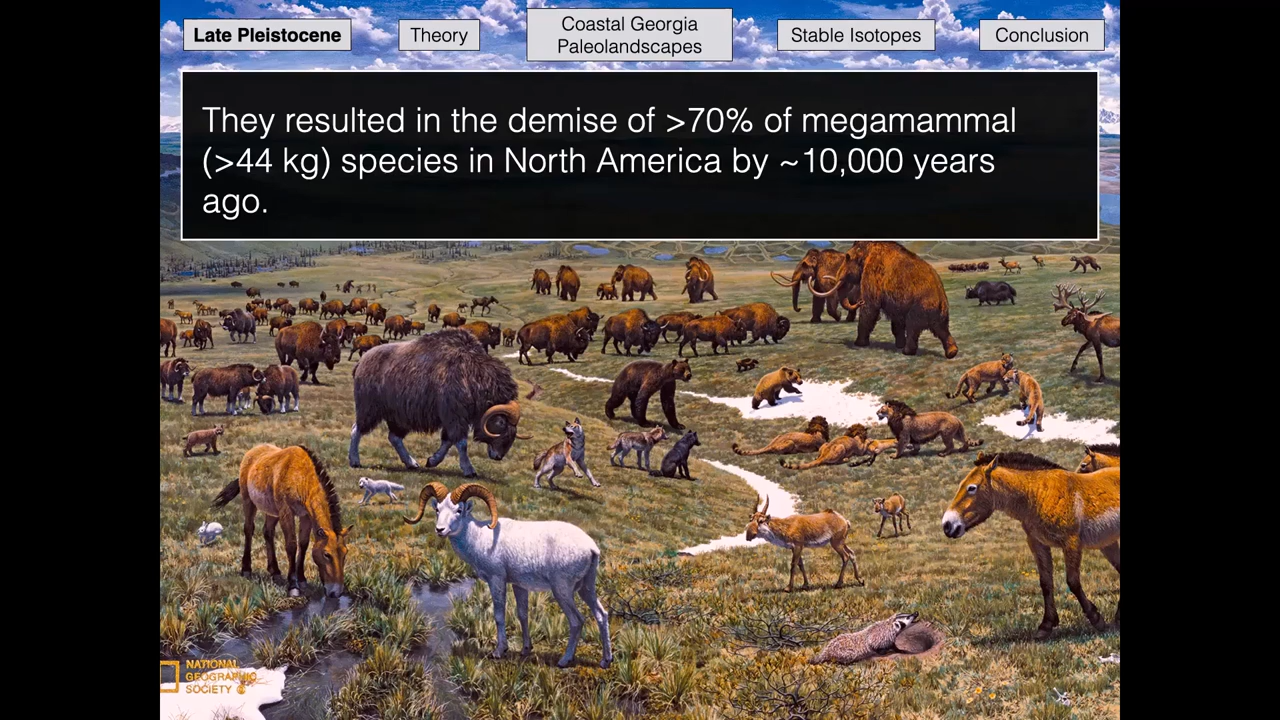 Late Pleistocene
Theory
Coastal Georgia
Paleolandscapes
Stable Isotopes
Conclusion
They resulted in the demise of >70% of megamammal
(>44 kg) species in North America by ~10,000 years
ago.
NATIONAL
GEOGRAPHIC
SOCIETY ©